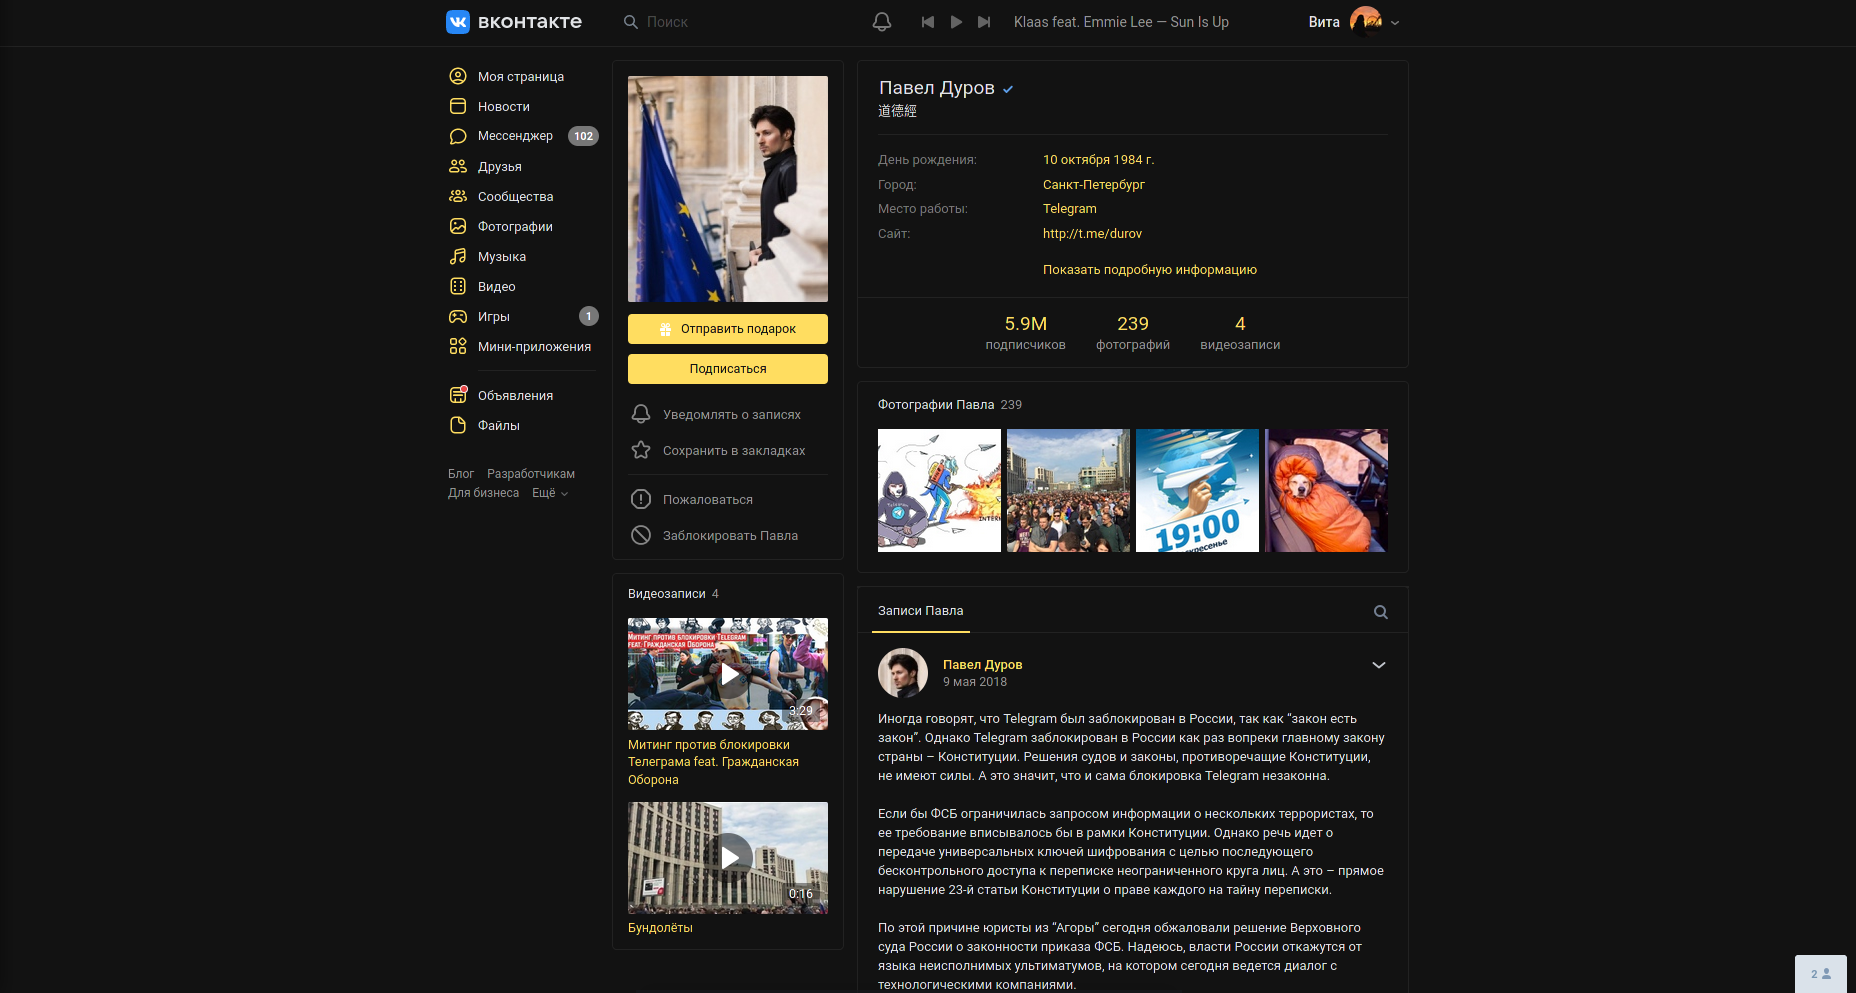 вконтакте
Поиск
Klaas feat. Emmie Lee — Sun Is Up
Вита
Моя страница
Новости
Мессенджер 102
Друзья
Сообщества
Фотографии
Музыка
Видео
Игры 1
Мини-приложения
Объявления
Файлы
Блог Разработчикам
Для бизнеса Ещё
Отправить подарок
Подписаться
Уведомлять о записях
Сохранить в закладках
Пожаловаться
Заблокировать Павла
Видеозаписи 4
Митинг против блокировки Telegram
feat. Гражданская Оборона
3:29
Митинг против блокировки
Телеграма feat. Гражданская
Оборона
0:16
Бундолёты
Павел Дуров
道德經
День рождения: 10 октября 1984 г.
Город: Санкт-Петербург
Место работы: Telegram
Сайт: http://t.me/durov
Показать подробную информацию
5.9M 239 4
подписчиков фотографий видеозаписи
Фотографии Павла 239
19:00
Записи Павла
Павел Дуров
9 мая 2018
Иногда говорят, что Telegram был заблокирован в России, так как “закон есть
закон”. Однако Telegram заблокирован в России как раз вопреки главному закону
страны – Конституции. Решения судов и законы, противоречащие Конституции,
не имеют силы. А это значит, что и сама блокировка Telegram незаконна.
Если бы ФСБ ограничилась запросом информации о нескольких террористах, то
ее требование вписывалось бы в рамки Конституции. Однако речь идет о
передаче универсальных ключей шифрования с целью последующего
бесконтрольного доступа к переписке неограниченного круга лиц. А это – прямое
нарушение 23-й статьи Конституции о праве каждого на тайну переписки.
По этой причине юристы из “Агоры” сегодня обжаловали решение Верховного
суда России о законности приказа ФСБ. Надеюсь, власти России откажутся от
языка неисполнимых ультиматумов, на котором сегодня ведется диалог с
технологическими компаниями.
2